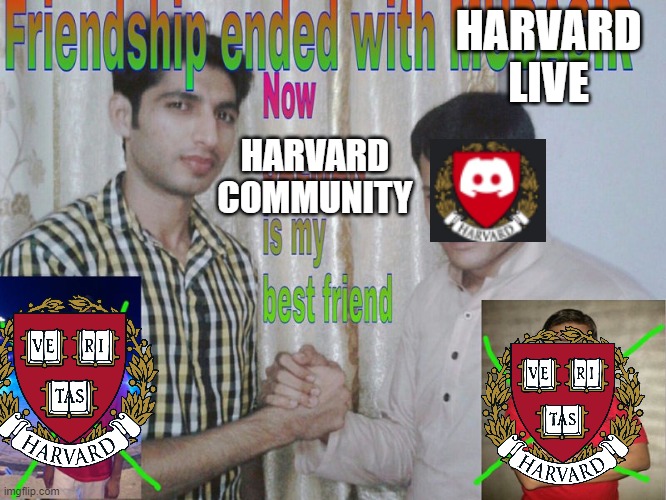 Friendship ended with
HARVARD
LIVE
Now
HARVARD
COMMUNITY
is my
best friend
HARVARD
VE RI
TAS
HARVARD
VE RI
TAS
HARVARD
imgflip.com